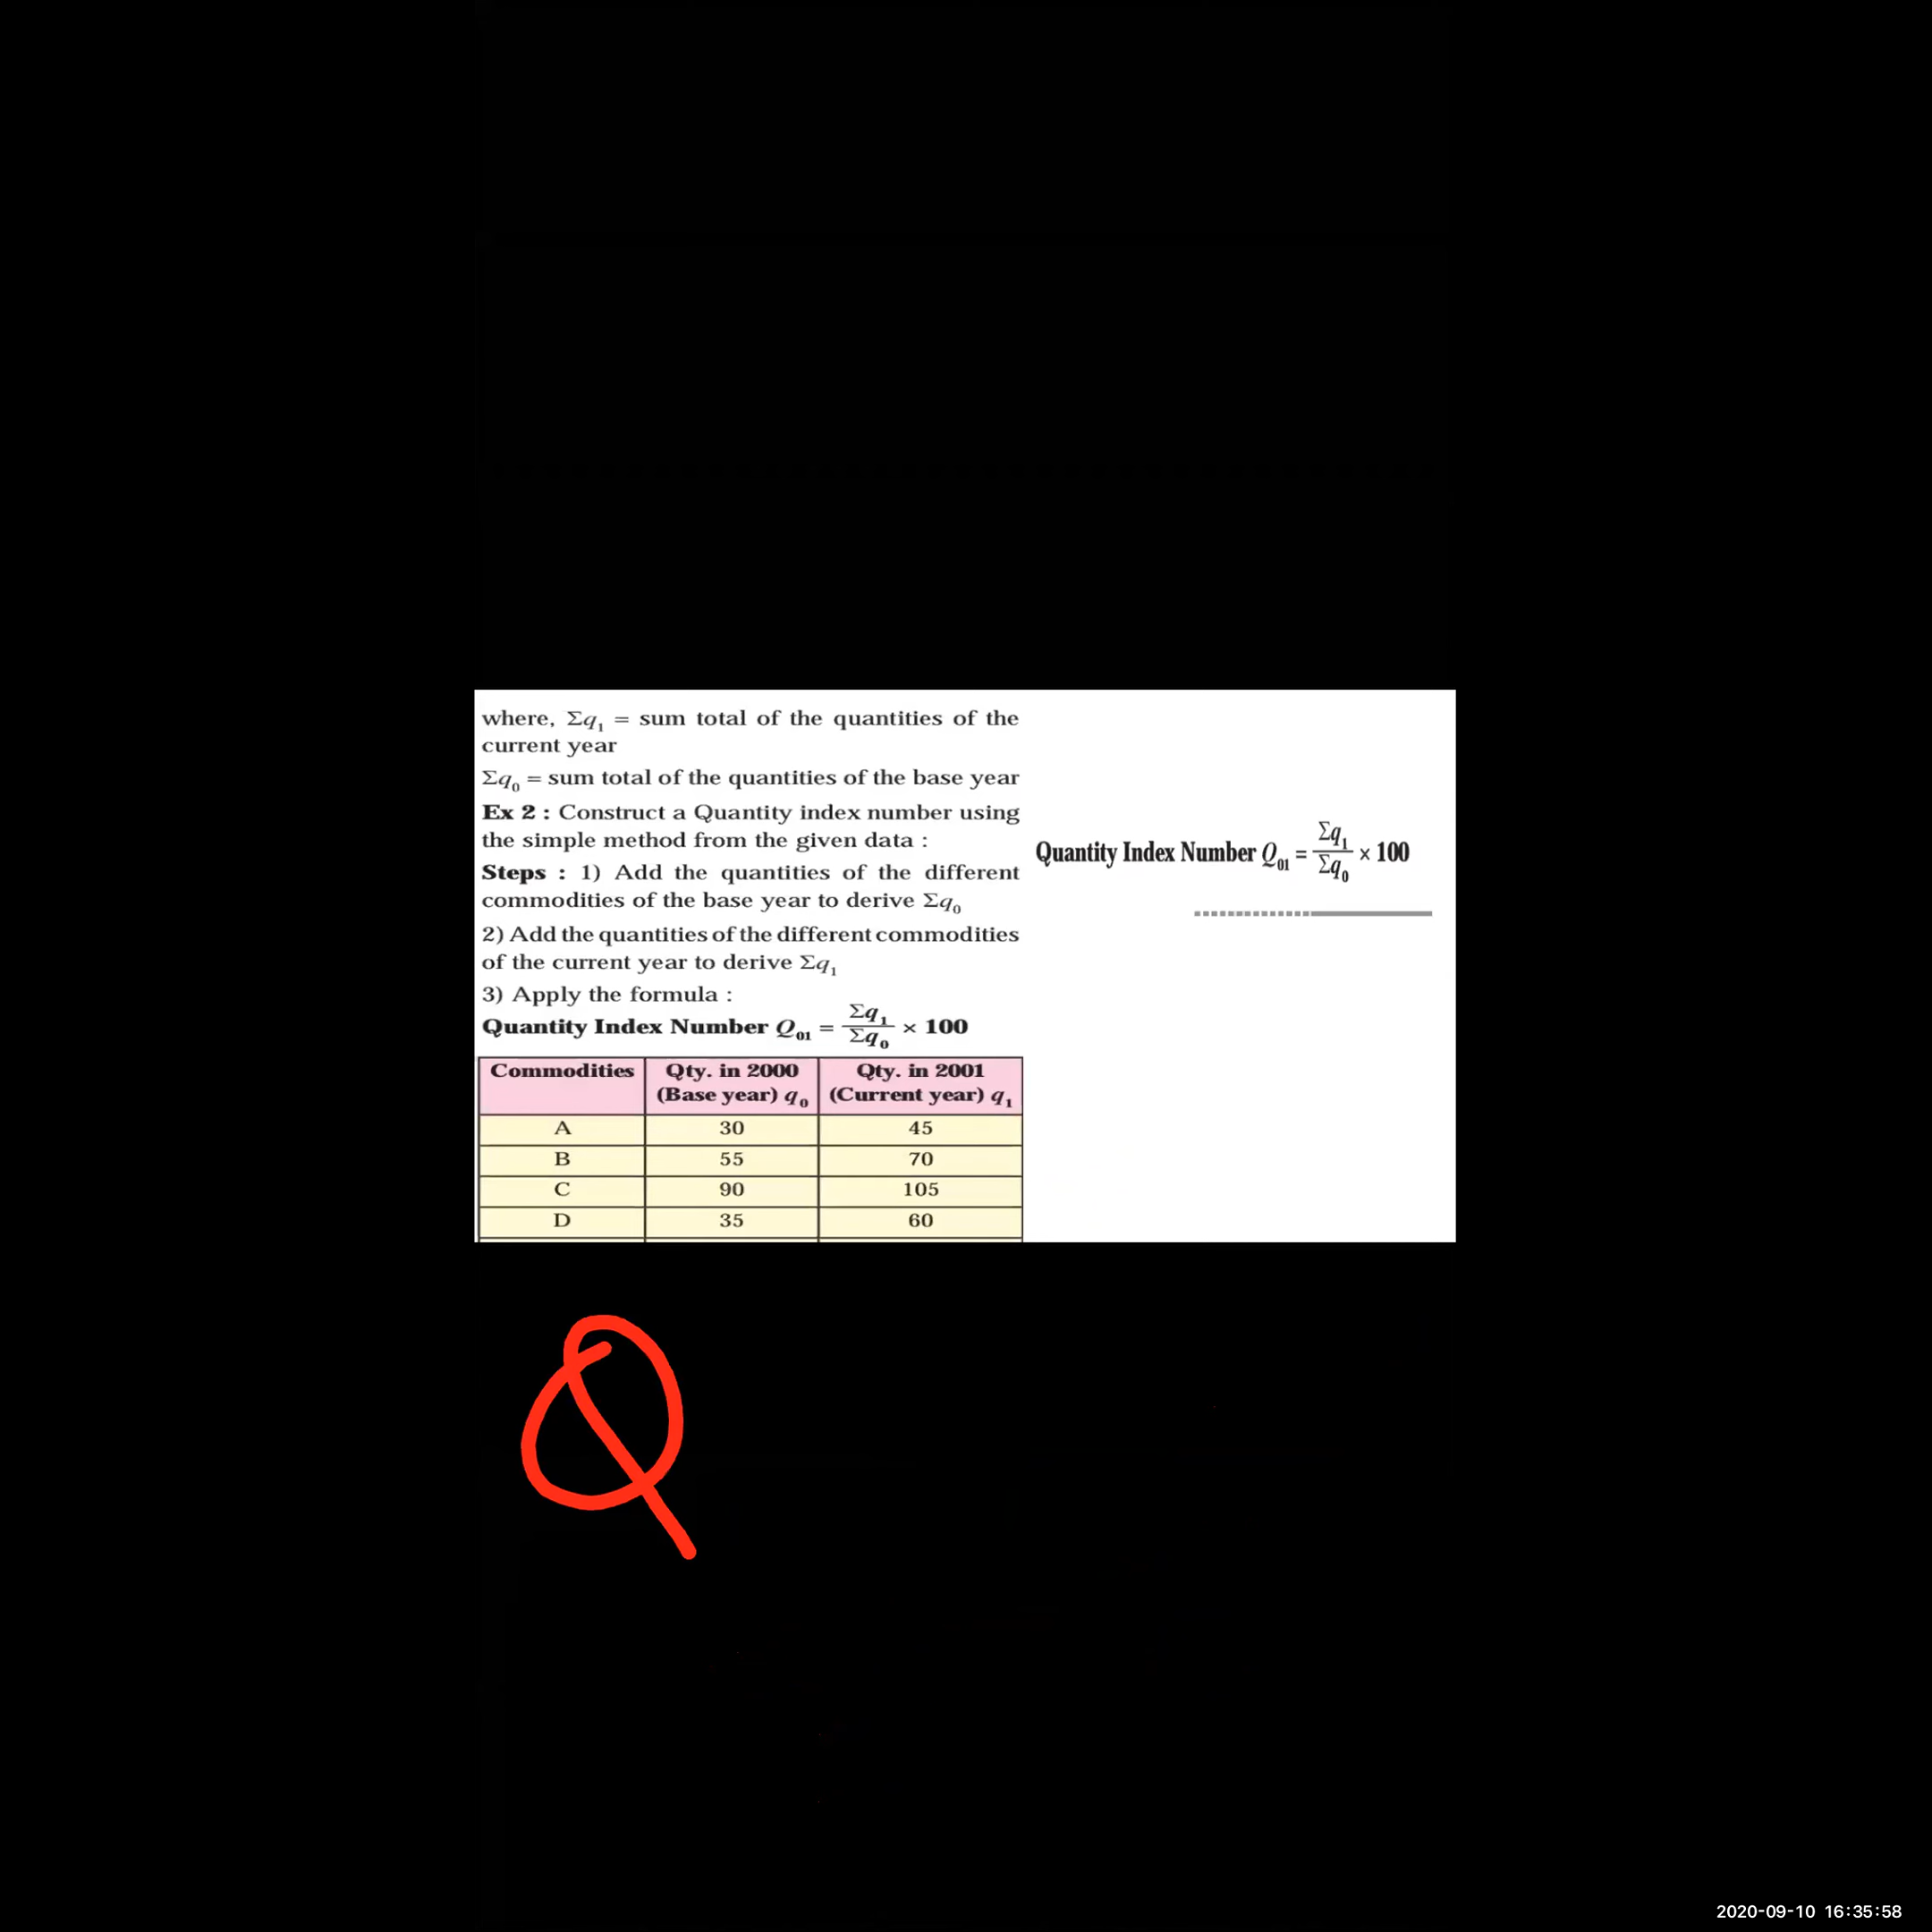 where, Σq₁ = sum total of the quantities of the
current year
Σq₀ = sum total of the quantities of the base year
Ex 2 : Construct a Quantity index number using
the simple method from the given data :
Steps : 1) Add the quantities of the different
commodities of the base year to derive Σq₀
2) Add the quantities of the different commodities
of the current year to derive Σq₁
3) Apply the formula :
Quantity Index Number Q₀₁ = Σq₁/Σq₀ × 100
Commodities Qty. in 2000 (Base year) q₀ Qty. in 2001 (Current year) q₁
A 30 45
B 55 70
C 90 105
D 35 60
Quantity Index Number Q₀₁ = Σq₁/Σq₀ × 100
Q
2020-09-10 16:35:58